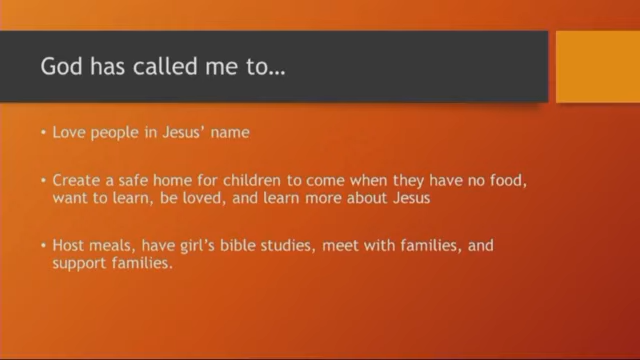 God has called me to…
• Love people in Jesus’ name
• Create a safe home for children to come when they have no food,
want to learn, be loved, and learn more about Jesus
• Host meals, have girl’s bible studies, meet with families, and
support families.